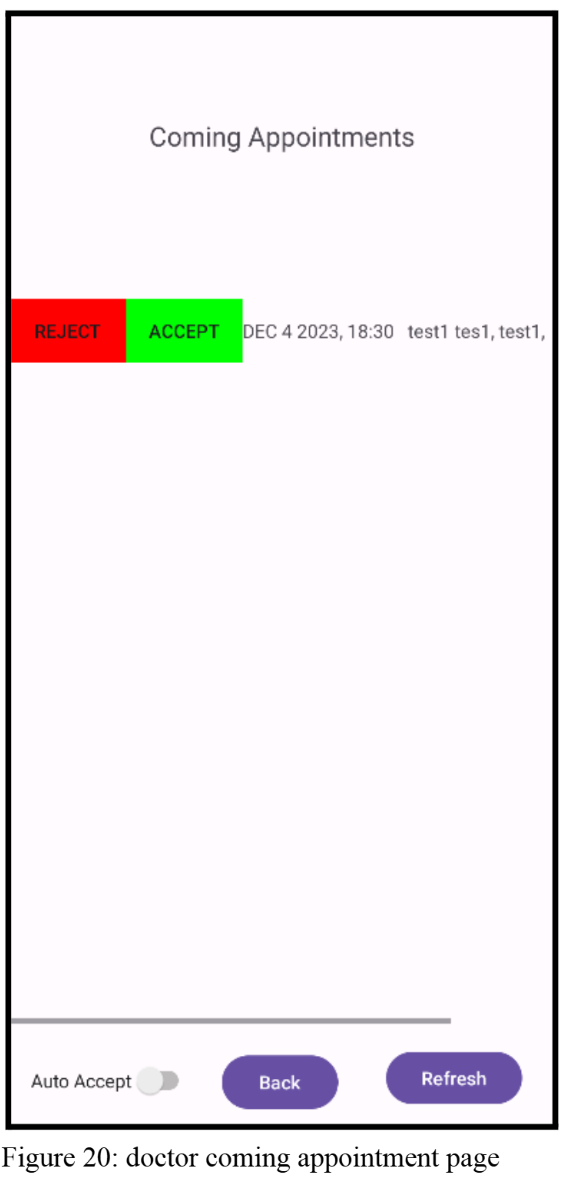 Coming Appointments
REJECT ACCEPT DEC 4 2023, 18:30 test1 tes1, test1,
Auto Accept Back Refresh
Figure 20: doctor coming appointment page